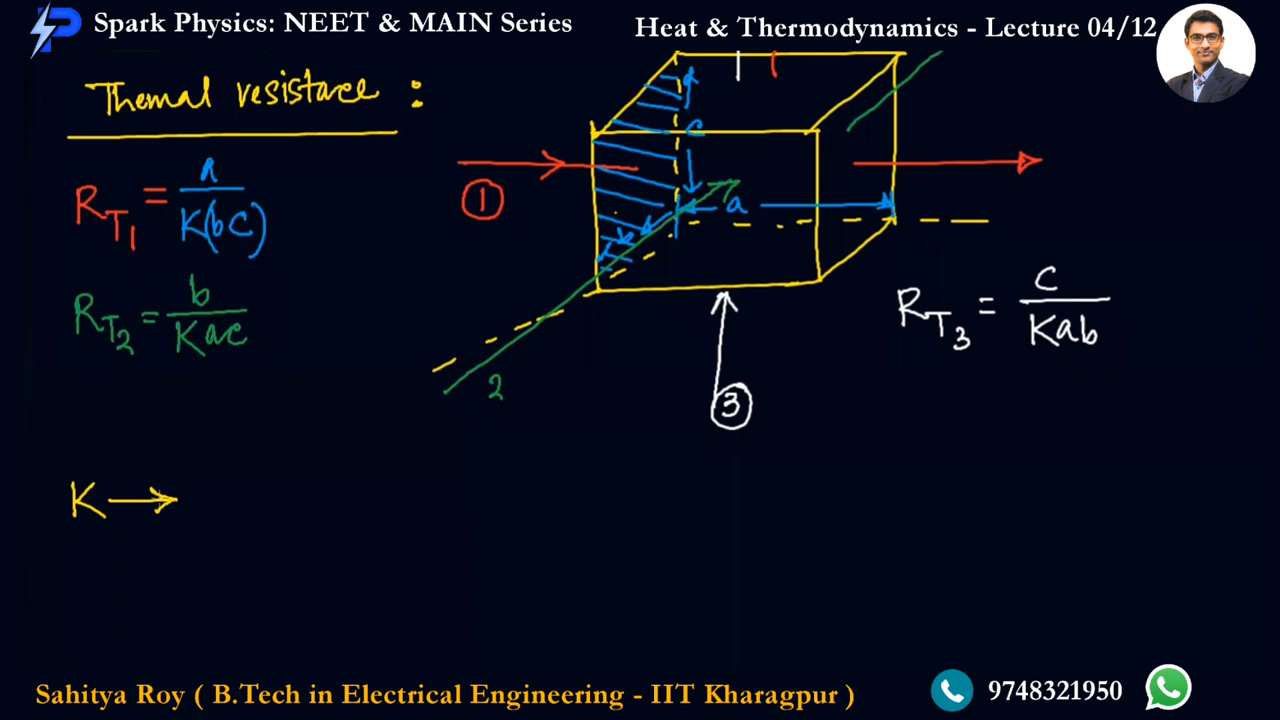 Spark Physics: NEET & MAIN Series
Heat & Thermodynamics - Lecture 04/12
Themal resistance :
R_T1 = a / K(bc)
R_T2 = b / Kac
①
c
a
b
2
③
R_T3 = c / Kab
K →
Sahitya Roy ( B.Tech in Electrical Engineering - IIT Kharagpur )
9748321950